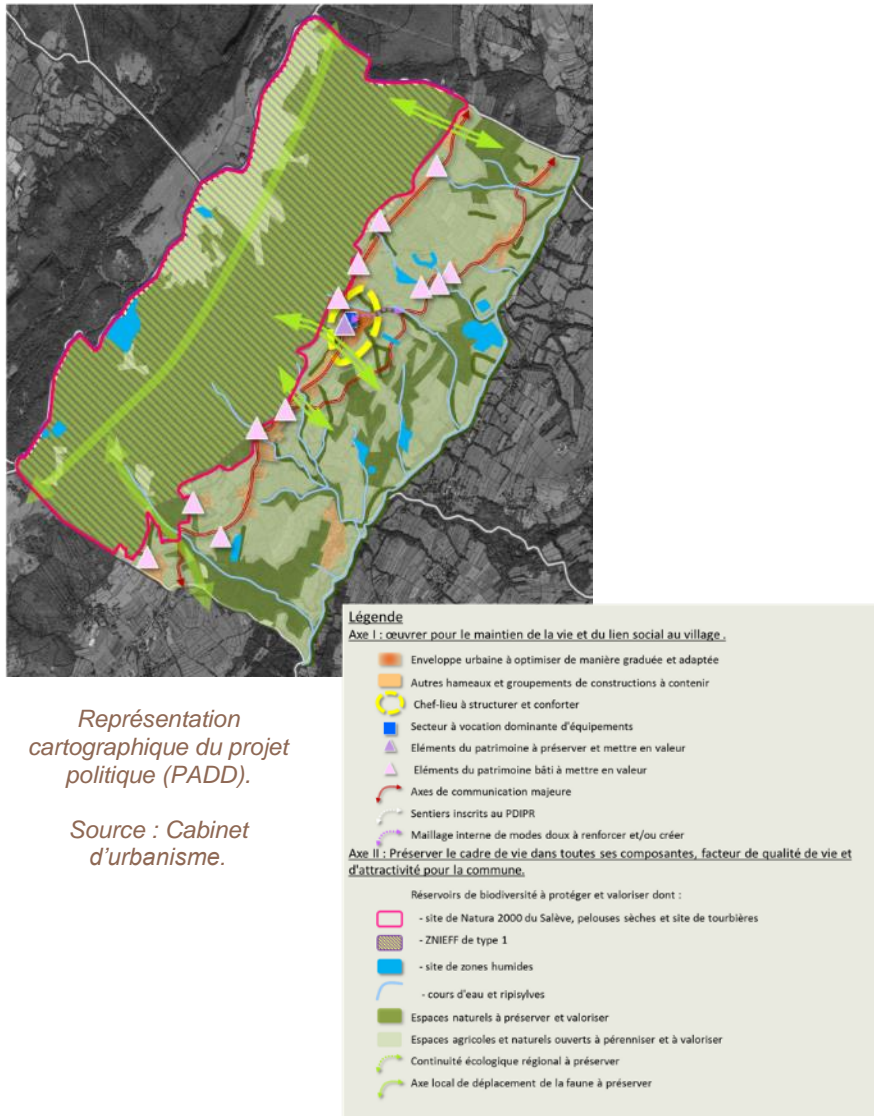 Représentation
cartographique du projet
politique (PADD).
Source : Cabinet
d'urbanisme.
Légende
Axe I : œuvrer pour le maintien de la vie et du lien social au village .
Enveloppe urbaine à optimiser de manière graduée et adaptée
Autres hameaux et groupements de constructions à contenir
Chef-lieu à structurer et conforter
Secteur à vocation dominante d'équipements
Eléments du patrimoine à préserver et mettre en valeur
Eléments du patrimoine bâti à mettre en valeur
Axes de communication majeure
Sentiers inscrits au PDIPR
Maillage interne de modes doux à renforcer et/ou créer
Axe II : Préserver le cadre de vie dans toutes ses composantes, facteur de qualité de vie et
d'attractivité pour la commune.
Réservoirs de biodiversité à protéger et valoriser dont :
- site de Natura 2000 du Salève, pelouses sèches et site de tourbières
- ZNIEFF de type 1
- site de zones humides
- cours d'eau et ripisylves
Espaces naturels à préserver et valoriser
Espaces agricoles et naturels ouverts à pérenniser et à valoriser
Continuité écologique régional à préserver
Axe local de déplacement de la faune à préserver